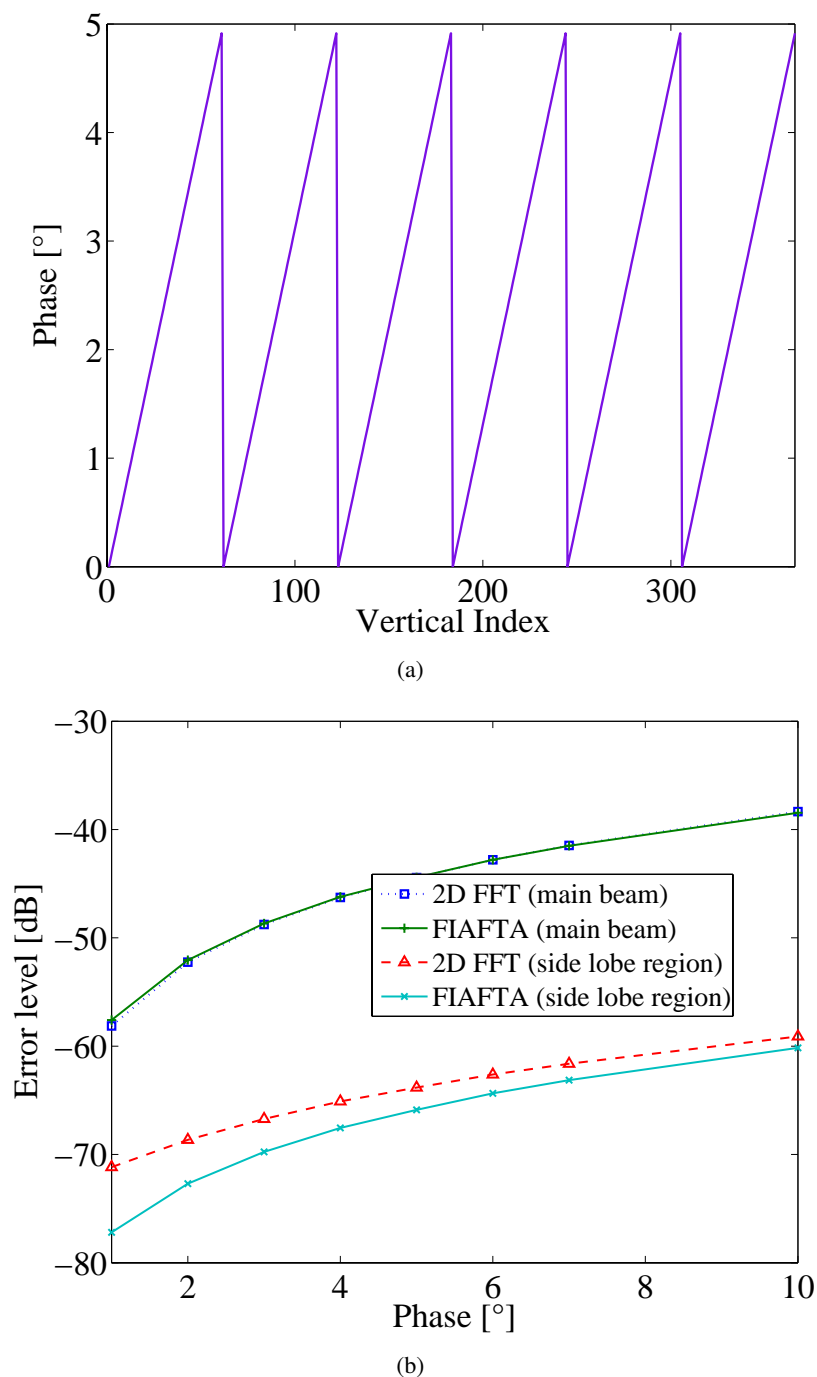 5
4
3
2
1
0
Phase [°]
0
100
200
300
Vertical Index
(a)
−30
−40
−50
−60
−70
−80
Error level [dB]
2D FFT (main beam)
FIAFTA (main beam)
2D FFT (side lobe region)
FIAFTA (side lobe region)
2
4
6
8
10
Phase [°]
(b)